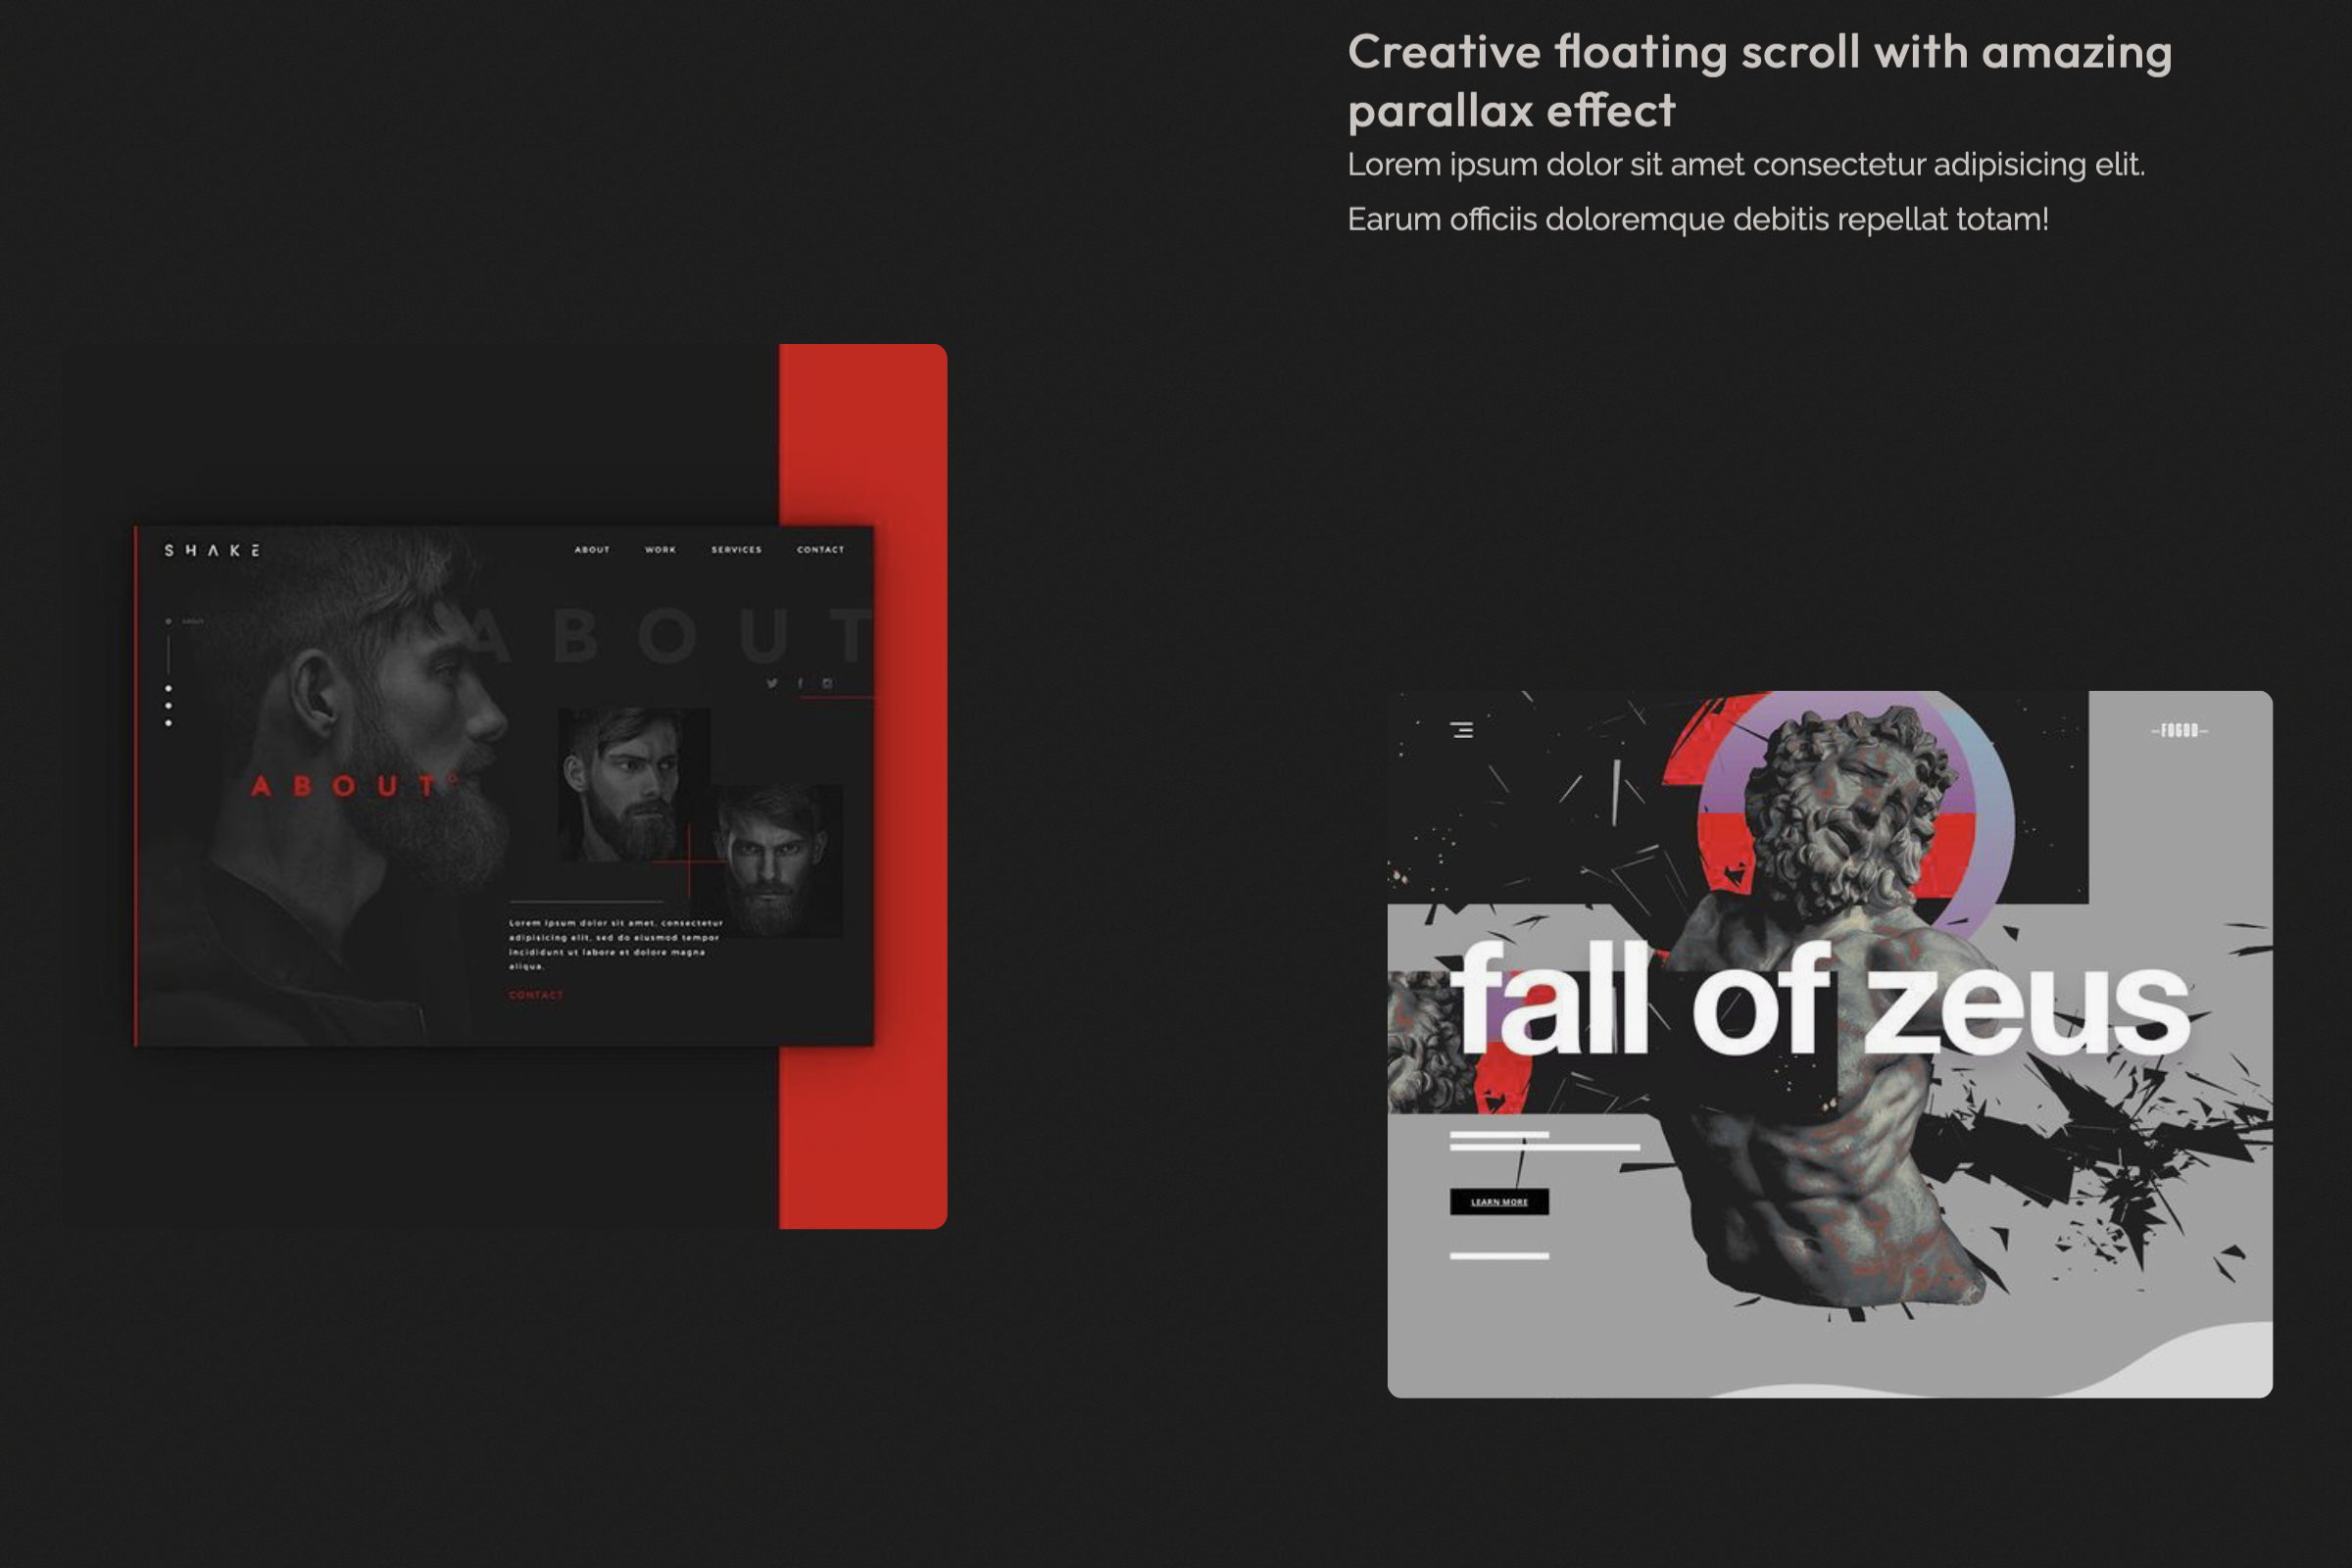 Creative floating scroll with amazing
parallax effect
Lorem ipsum dolor sit amet consectetur adipisicing elit.
Earum officiis doloremque debitis repellat totam!
SHAKE
ABOUT WORK SERVICES CONTACT
ABOUT
ABOUT
ABOUT°
Lorem ipsum dolor sit amet, consectetur
adipisicing elit, sed do eiusmod tempor
incididunt ut labore et dolore magna
aliqua.
CONTACT
-FOGOD-
fall of zeus
LEARN MORE